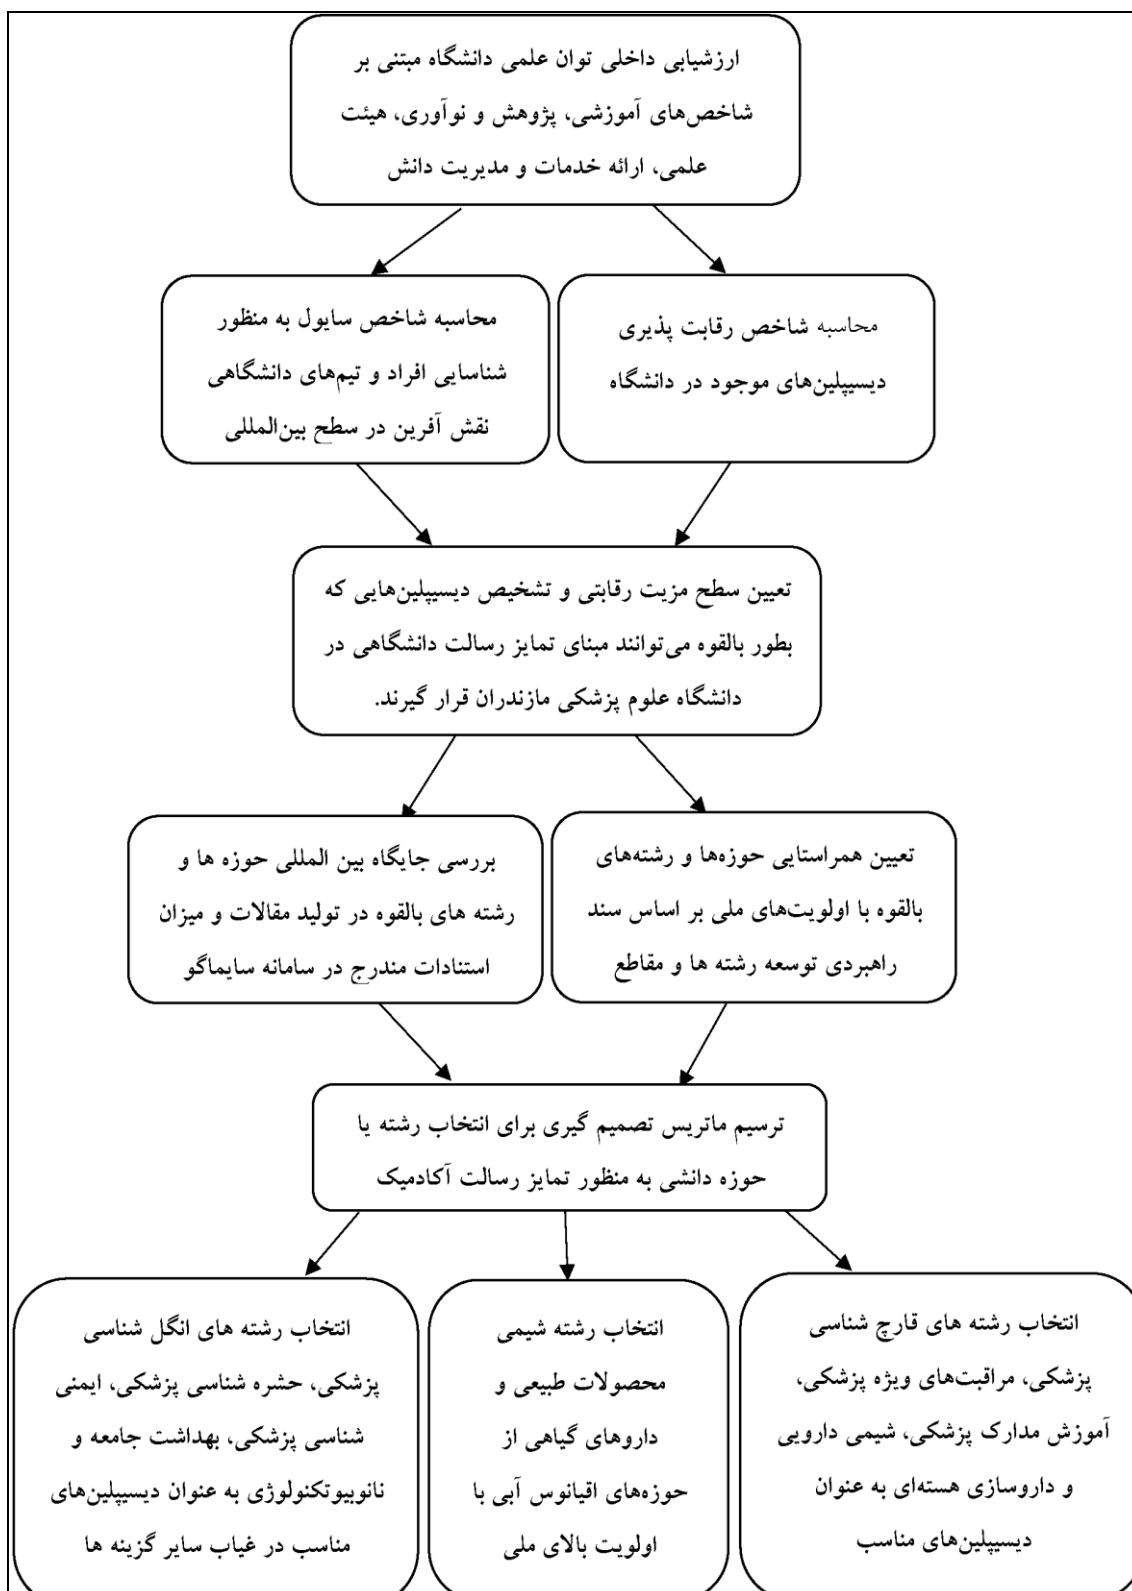 ارزشیابی داخلی توان علمی دانشگاه مبتنی بر
شاخص‌های آموزشی، پژوهش و نوآوری، هیئت
علمی، ارائه خدمات و مدیریت دانش
محاسبه شاخص رقابت پذیری
دیسیپلین‌های موجود در دانشگاه
محاسبه شاخص سایول به منظور
شناسایی افراد و تیم‌های دانشگاهی
نقش آفرین در سطح بین‌المللی
تعیین سطح مزیت رقابتی و تشخیص دیسیپلین‌هایی که
بطور بالقوه می‌توانند مبنای تمایز رسالت دانشگاهی در
دانشگاه علوم پزشکی مازندران قرار گیرند.
تعیین همراستایی حوزه‌ها و رشته‌های
بالقوه با اولویت‌های ملی بر اساس سند
راهبردی توسعه رشته ها و مقاطع
بررسی جایگاه بین المللی حوزه ها و
رشته های بالقوه در تولید مقالات و میزان
استنادات مندرج در سامانه سایماگو
ترسیم ماتریس تصمیم گیری برای انتخاب رشته یا
حوزه دانشی به منظور تمایز رسالت آکادمیک
انتخاب رشته های قارچ شناسی
پزشکی، مراقبت‌های ویژه پزشکی،
آموزش مدارک پزشکی، شیمی دارویی
و داروسازی هسته‌ای به عنوان
دیسیپلین‌های مناسب
انتخاب رشته شیمی
محصولات طبیعی و
داروهای گیاهی از
حوزه‌های اقیانوس آبی با
اولویت بالای ملی
انتخاب رشته های انگل شناسی
پزشکی، حشره شناسی پزشکی، ایمنی
شناسی پزشکی، بهداشت جامعه و
نانوبیوتکنولوژی به عنوان دیسیپلین‌های
مناسب در غیاب سایر گزینه ها